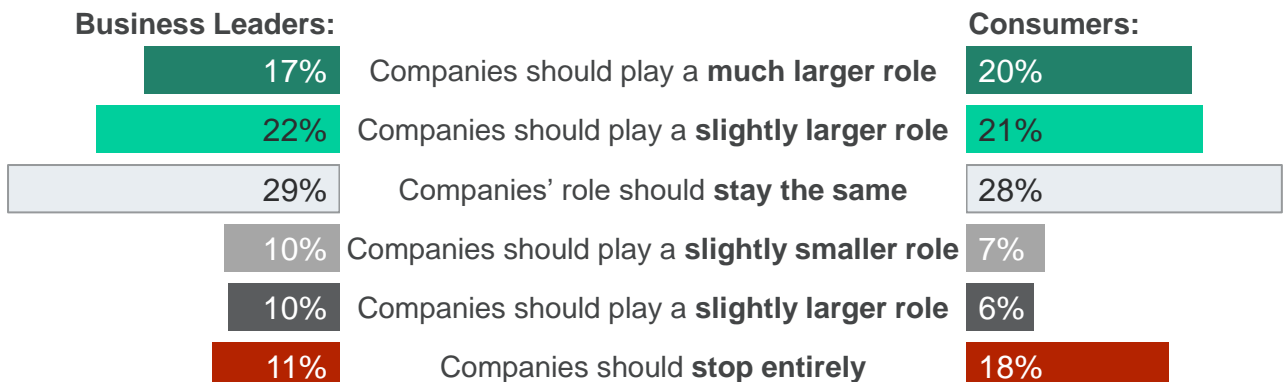 Business Leaders: Consumers:
17% Companies should play a much larger role 20%
22% Companies should play a slightly larger role 21%
29% Companies’ role should stay the same 28%
10% Companies should play a slightly smaller role 7%
10% Companies should play a slightly larger role 6%
11% Companies should stop entirely 18%